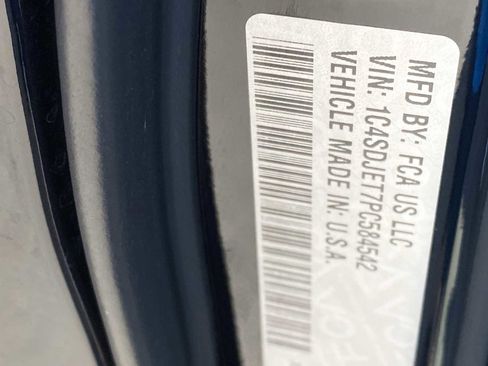 MFD BY: FCA US LLC
VIN: 1C4SDJET7PC584542
VEHICLE MADE IN: U.S.A.